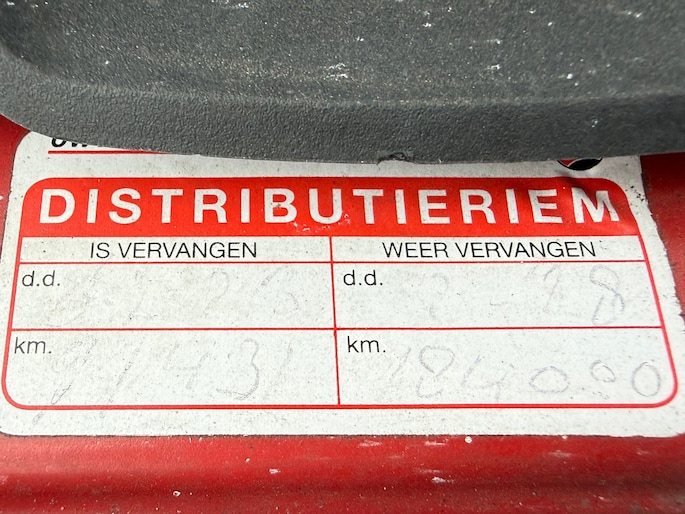 DISTRIBUTIERIEM
IS VERVANGEN WEER VERVANGEN
d.d. d.d.
km. km. 184000